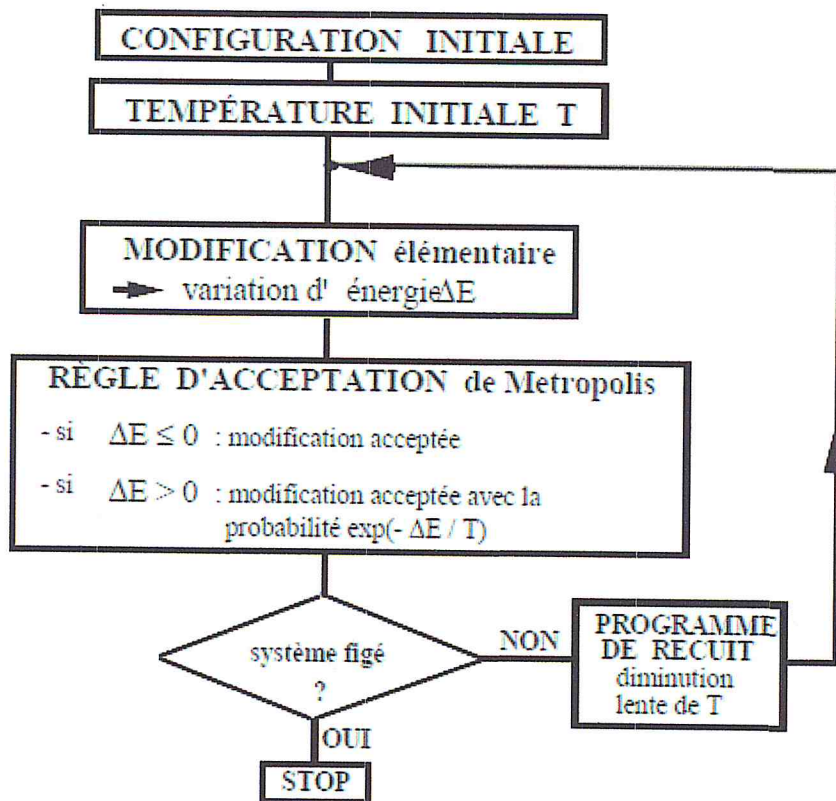 CONFIGURATION INITIALE
TEMPÉRATURE INITIALE T
MODIFICATION élémentaire
variation d' énergieΔE
RÈGLE D'ACCEPTATION de Metropolis
- si ΔE ≤ 0 : modification acceptée
- si ΔE > 0 : modification acceptée avec la
probabilité exp(- ΔE / T)
système figé
?
NON
PROGRAMME
DE RECUIT
diminution
lente de T
OUI
STOP